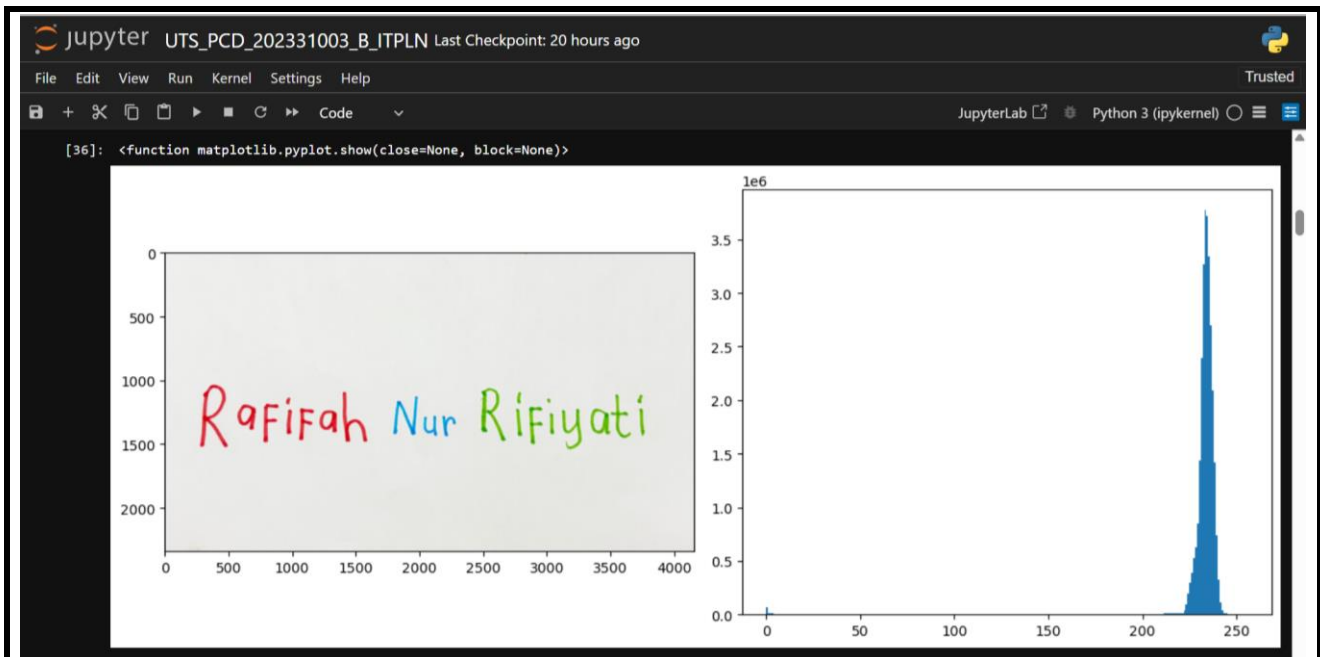 jupyter UTS_PCD_202331003_B_ITPLN Last Checkpoint: 20 hours ago
File Edit View Run Kernel Settings Help Trusted
Code JupyterLab Python 3 (ipykernel)
[36]: <function matplotlib.pyplot.show(close=None, block=None)>
1e6
3.5
3.0
2.5
2.0
1.5
1.0
0.5
0.0
0 50 100 150 200 250
0
500
1000
1500
2000
RaFiFah Nur RiFiyati
0 500 1000 1500 2000 2500 3000 3500 4000